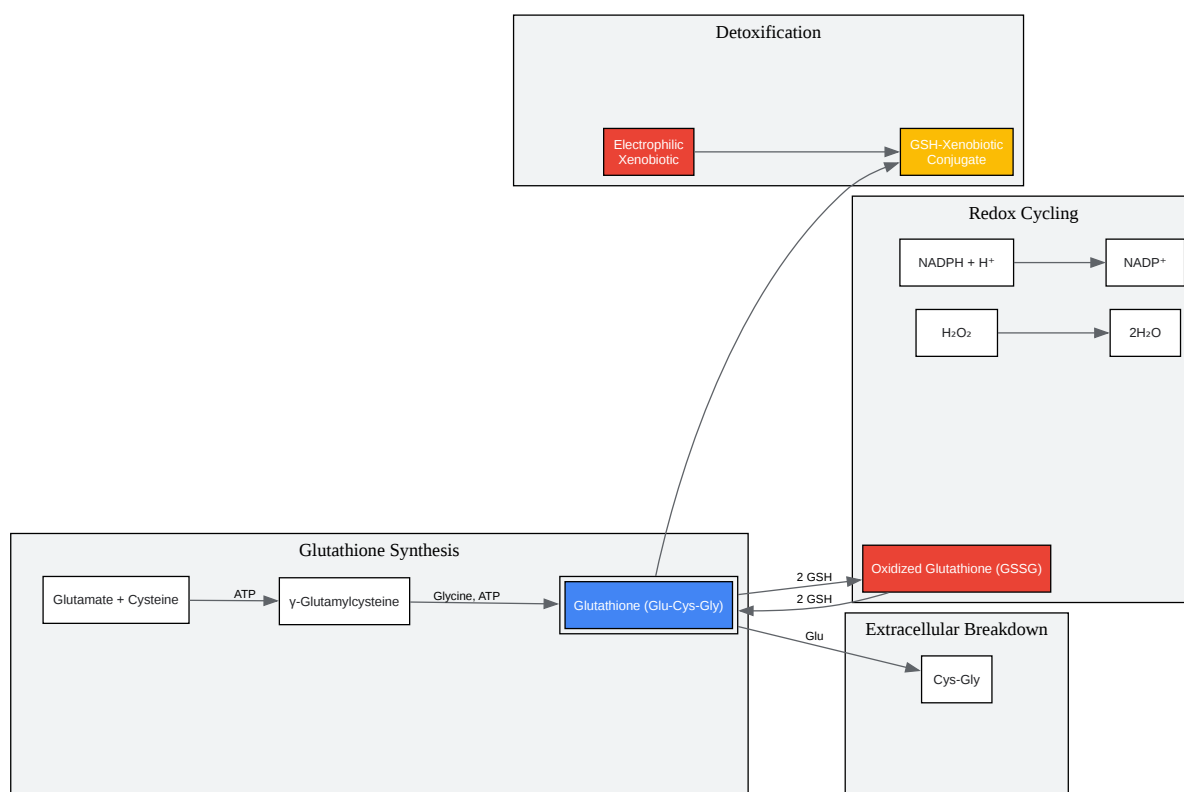 Detoxification
Electrophilic
Xenobiotic
GSH-Xenobiotic
Conjugate
Redox Cycling
NADPH + H⁺
NADP⁺
H₂O₂
2H₂O
Glutathione Synthesis
Glutamate + Cysteine
ATP
γ-Glutamylcysteine
Glycine, ATP
Glutathione (Glu-Cys-Gly)
2 GSH
2 GSH
Oxidized Glutathione (GSSG)
Glu
Extracellular Breakdown
Cys-Gly